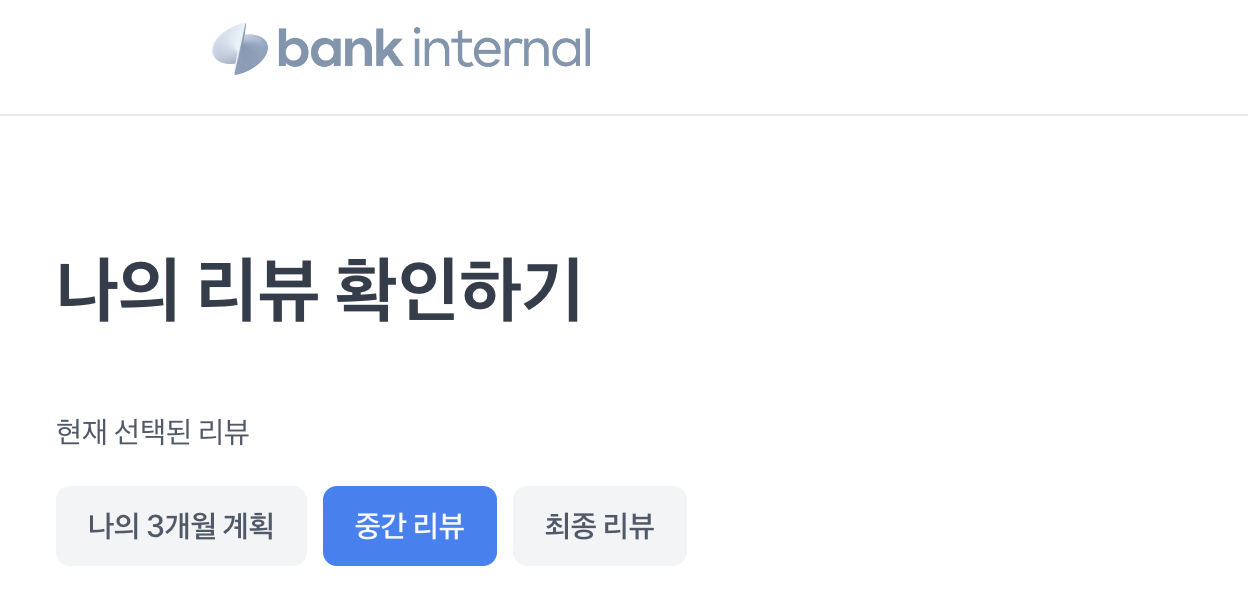 bank internal
나의 리뷰 확인하기
현재 선택된 리뷰
나의 3개월 계획 중간 리뷰 최종 리뷰